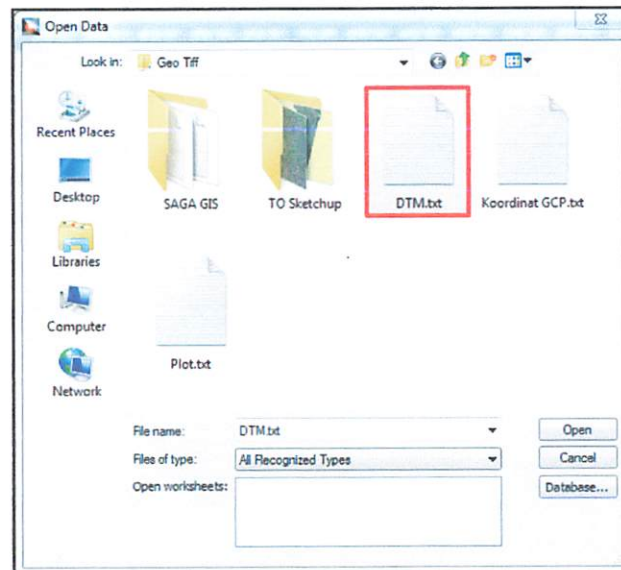 Open Data
Look in: Geo Tiff
Recent Places
Desktop
Libraries
Computer
Network
SAGA GIS
TO Sketchup
DTM.txt
Koordinat GCP.txt
Plot.txt
File name: DTM.txt
Open
Files of type: All Recognized Types
Cancel
Open worksheets:
Database...